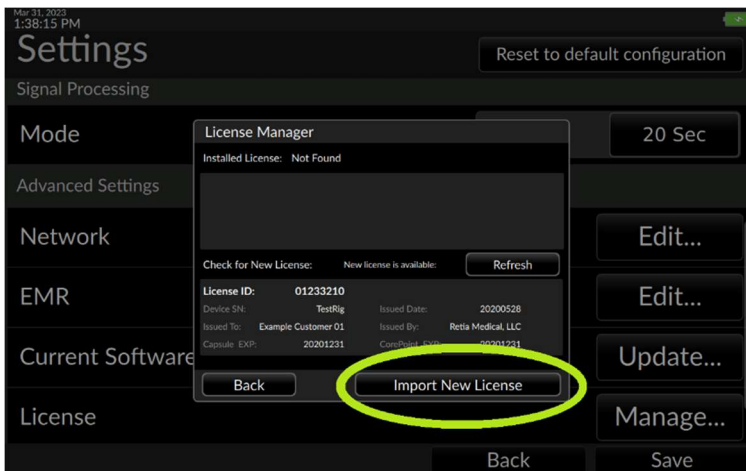 Mar 31, 2023
1:38:15 PM
Settings
Reset to default configuration
Signal Processing
Mode
20 Sec
License Manager
Installed License: Not Found
Advanced Settings
Network
Edit...
Check for New License: New license is available: Refresh
License ID: 01233210
Device SN: TestRig Issued Date: 20200528
Issued To: Example Customer 01 Issued By: Retia Medical, LLC
Capsule EXP: 20201231 CorePoint EXP: 20201231
EMR
Edit...
Current Software
Update...
Back Import New License
License
Manage...
Back Save